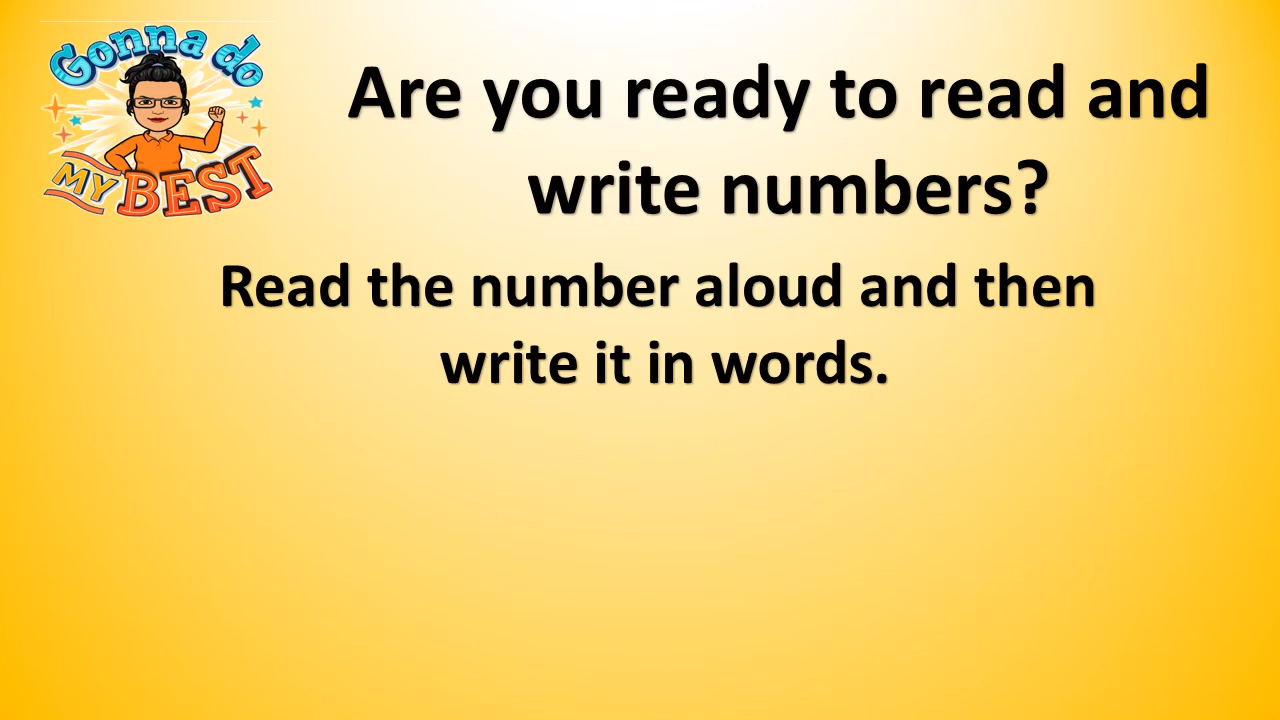 Gonna do
MY BEST
Are you ready to read and
write numbers?
Read the number aloud and then
write it in words.